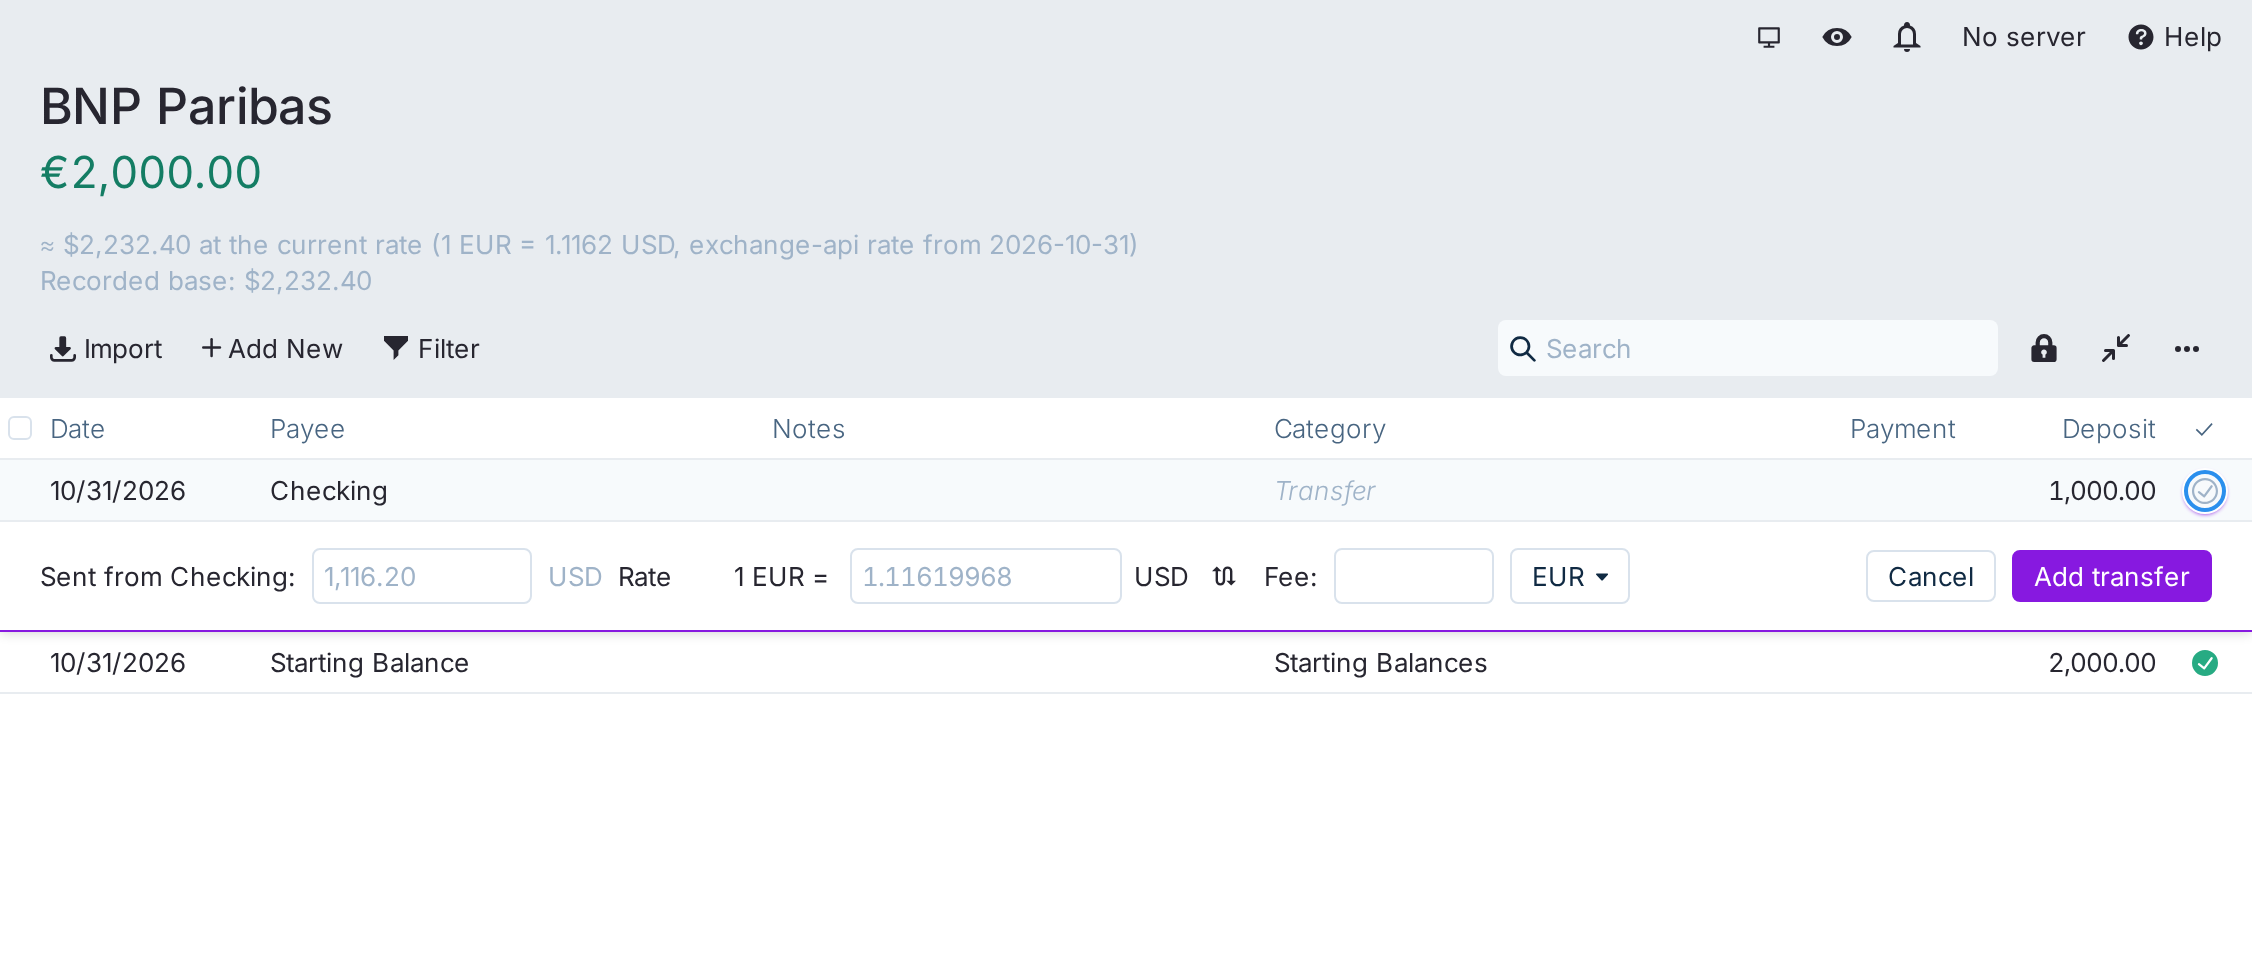 No server Help
BNP Paribas
€2,000.00
≈ $2,232.40 at the current rate (1 EUR = 1.1162 USD, exchange-api rate from 2026-10-31)
Recorded base: $2,232.40
Import + Add New Filter Search
Date Payee Notes Category Payment Deposit
10/31/2026 Checking Transfer 1,000.00
Sent from Checking: 1,116.20 USD Rate 1 EUR = 1.11619968 USD Fee: EUR Cancel Add transfer
10/31/2026 Starting Balance Starting Balances 2,000.00